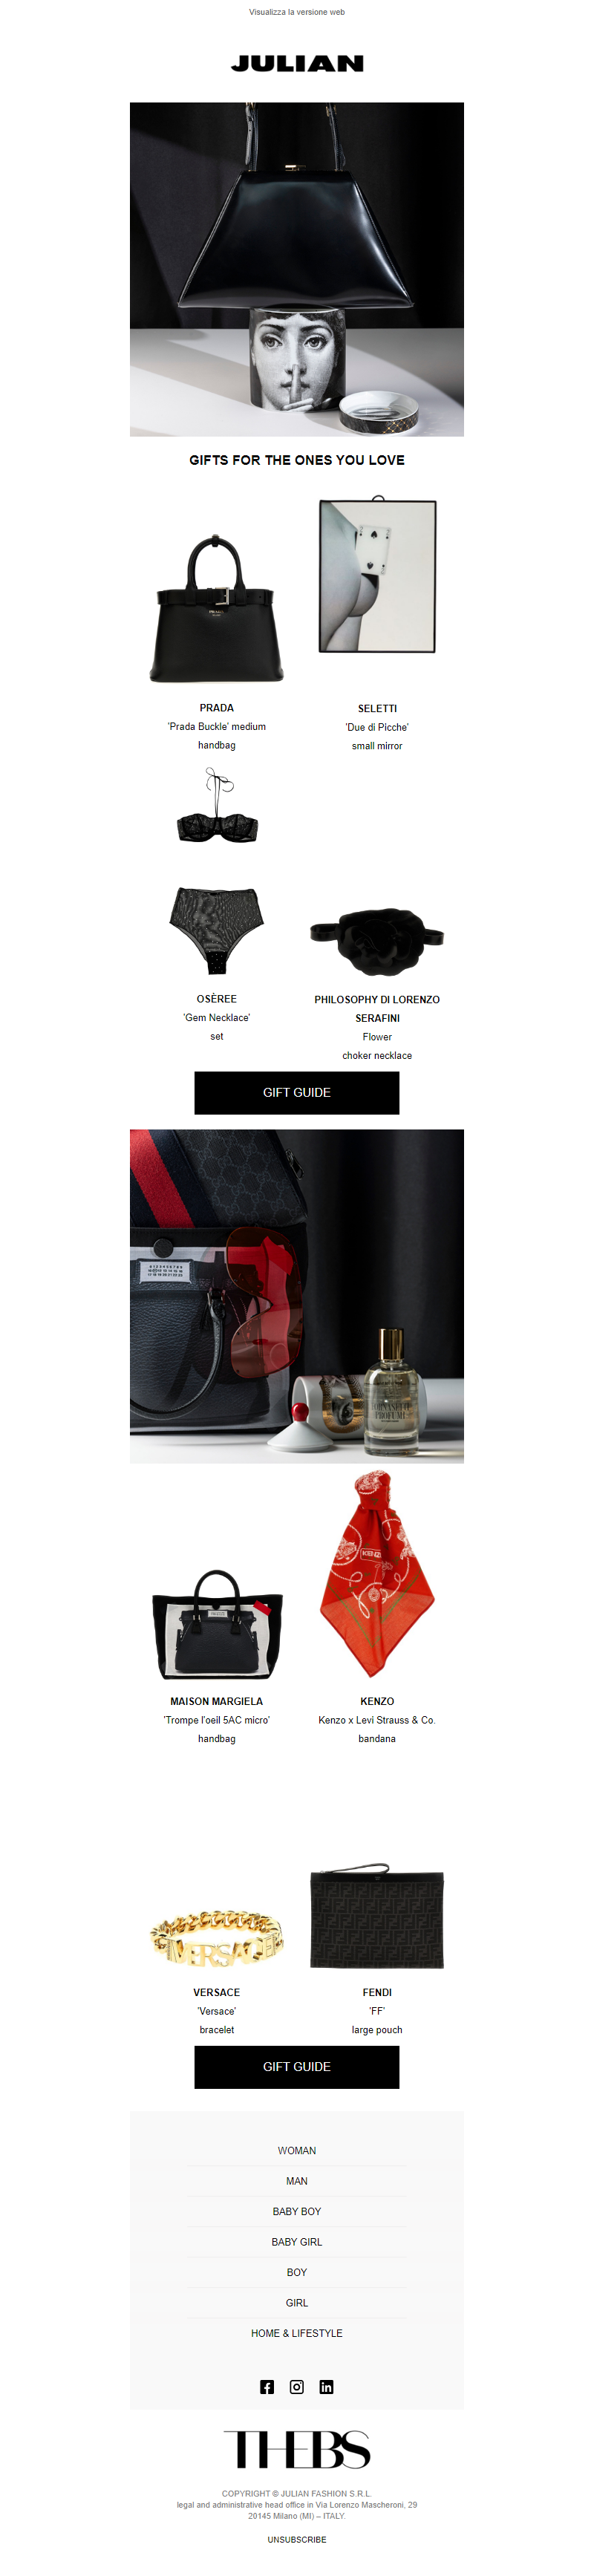 Visualizza la versione web
JULIAN
GIFTS FOR THE ONES YOU LOVE
PRADA
'Prada Buckle' medium
handbag
SELETTI
'Due di Picche'
small mirror
OSÈREE
'Gem Necklace'
set
PHILOSOPHY DI LORENZO
SERAFINI
Flower
choker necklace
GIFT GUIDE
PROFUMI
KENZO
MAISON MARGIELA
'Trompe l'oeil 5AC micro'
handbag
KENZO
Kenzo x Levi Strauss & Co.
bandana
VERSACE
VERSACE
'Versace'
bracelet
FENDI
'FF'
large pouch
GIFT GUIDE
WOMAN
MAN
BABY BOY
BABY GIRL
BOY
GIRL
HOME & LIFESTYLE
THEBS
COPYRIGHT © JULIAN FASHION S.R.L.
legal and administrative head office in Via Lorenzo Mascheroni, 29
20145 Milano (MI) – ITALY.
UNSUBSCRIBE